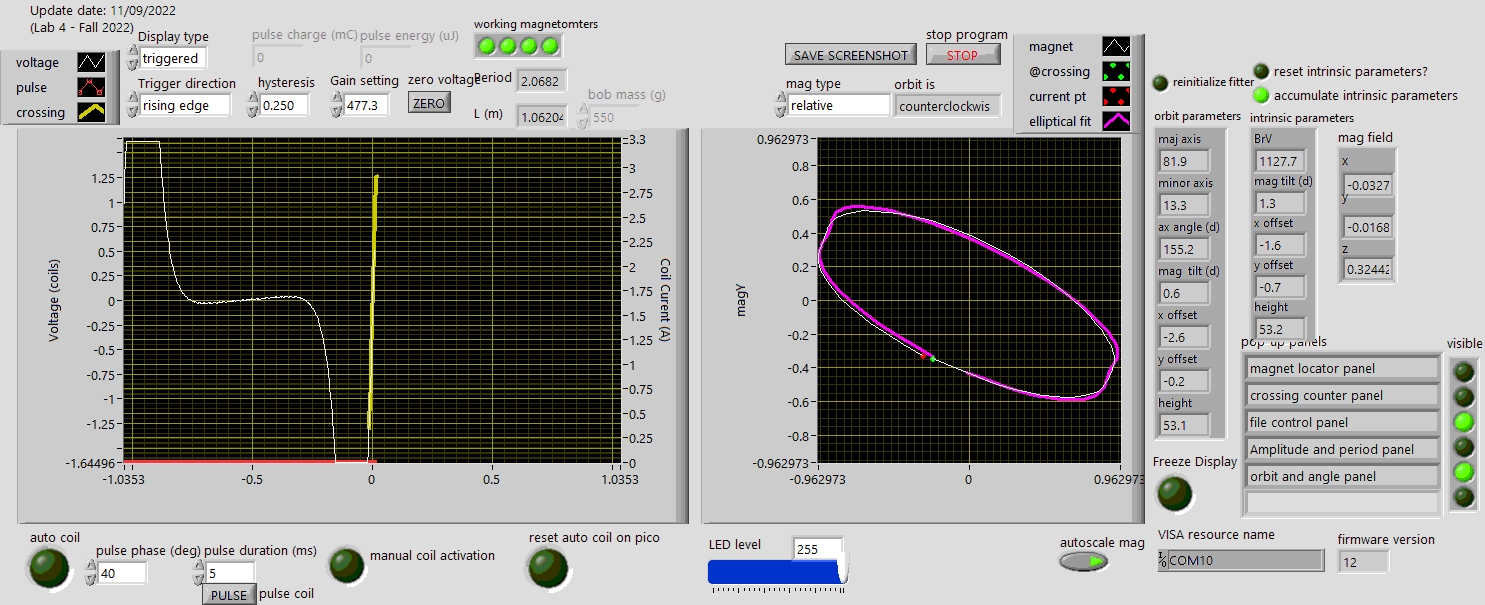 Update date: 11/09/2022
(Lab 4 - Fall 2022)
voltage
pulse
crossing
Display type
triggered
Trigger direction
rising edge
pulse charge (mC)
0
pulse energy (uJ)
0
hysteresis
0.250
Gain setting
477.3
zero voltage
ZERO
working magnetomters
Period
2.0682
L (m)
1.06204
bob mass (g)
550
SAVE SCREENSHOT
stop program
STOP
mag type
relative
orbit is
counterclockwis
magnet
@crossing
current pt
elliptical fit
reinitialize fitter
reset intrinsic parameters?
accumulate intrinsic parameters
Voltage (coils)
1.25
1
0.75
0.5
0.25
0
-0.25
-0.5
-0.75
-1
-1.25
-1.64496
-1.0353
-0.5
0
0.5
1.0353
3.3
3
2.75
2.5
2.25
2
1.75
1.5
1.25
1
0.75
0.5
0.25
0
Coil Current (A)
magy
0.962973
0.8
0.6
0.4
0.2
0
-0.2
-0.4
-0.6
-0.8
-0.962973
-0.962973
0
0.962973
orbit parameters
maj axis
81.9
minor axis
13.3
ax angle (d)
155.2
mag tilt (d)
0.6
x offset
-2.6
y offset
-0.2
height
53.1
intrinsic parameters
BrV
1127.7
mag tilt (d)
1.3
x offset
-1.6
y offset
-0.7
height
53.2
mag field
x
-0.0327
y
-0.0168
z
0.32442
pop up panels
visible
magnet locator panel
crossing counter panel
file control panel
Amplitude and period panel
orbit and angle panel
Freeze Display
auto coil
pulse phase (deg)
40
pulse duration (ms)
5
PULSE
pulse coil
manual coil activation
reset auto coil on pico
LED level
255
autoscale mag
VISA resource name
COM10
firmware version
12